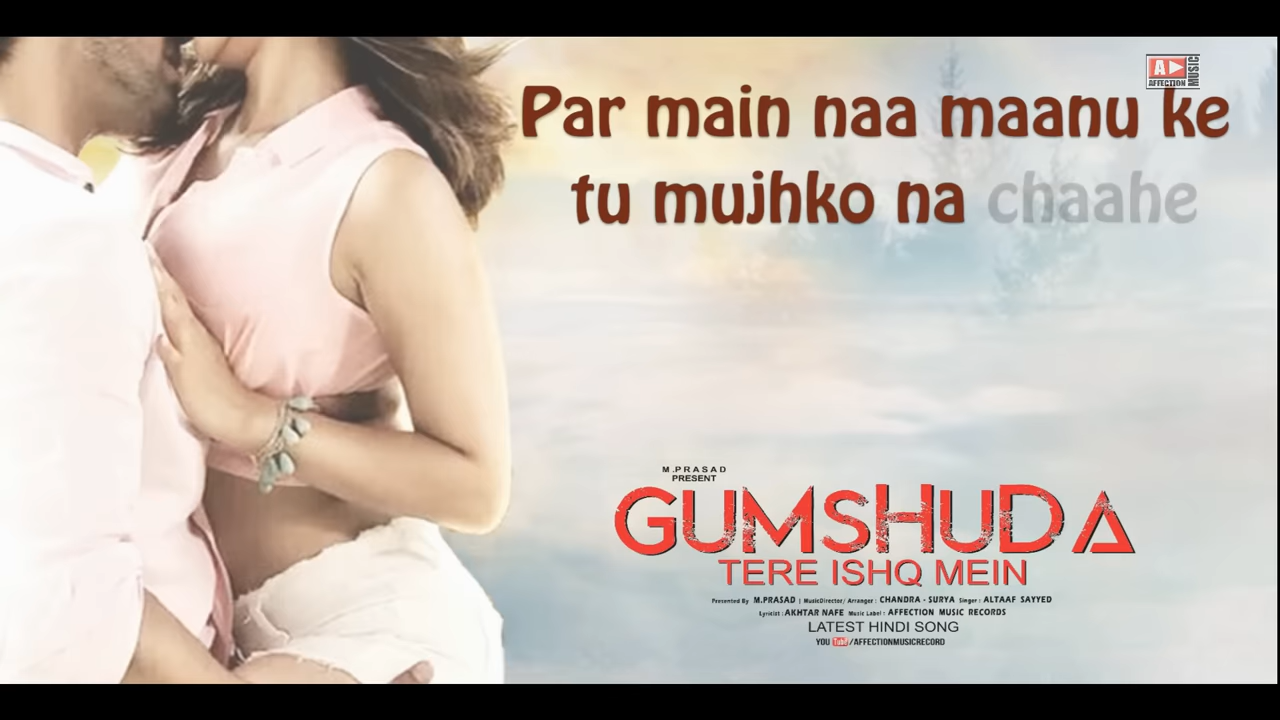 A
AFFECTION
MUSIC
Par main naa maanu ke
tu mujhko na chaahe
M.PRASAD
PRESENT
GUMSHUDA
TERE ISHQ MEIN
Presented By M.PRASAD | MusicDirector/ Arranger : CHANDRA - SURYA Singer : ALTAAF SAYYED
Lyricist : AKHTAR NAFE Music Label : AFFECTION MUSIC RECORDS
LATEST HINDI SONG
YOU Tube /AFFECTIONMUSICRECORD